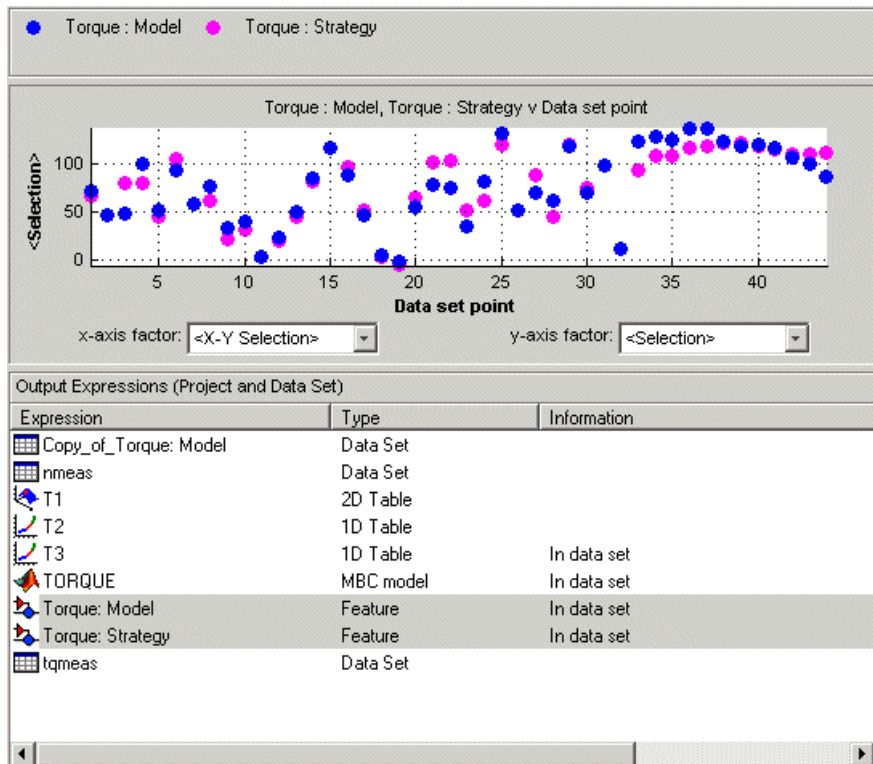 Torque : Model Torque : Strategy
Torque : Model, Torque : Strategy v Data set point
<Selection>
100
50
0
5 10 15 20 25 30 35 40
Data set point
x-axis factor: <X-Y Selection> y-axis factor: <Selection>
Output Expressions (Project and Data Set)
Expression Type Information
Copy_of_Torque: Model Data Set
nmeas Data Set
T1 2D Table
T2 1D Table
T3 1D Table In data set
TORQUE MBC model In data set
Torque: Model Feature In data set
Torque: Strategy Feature In data set
tqmeas Data Set